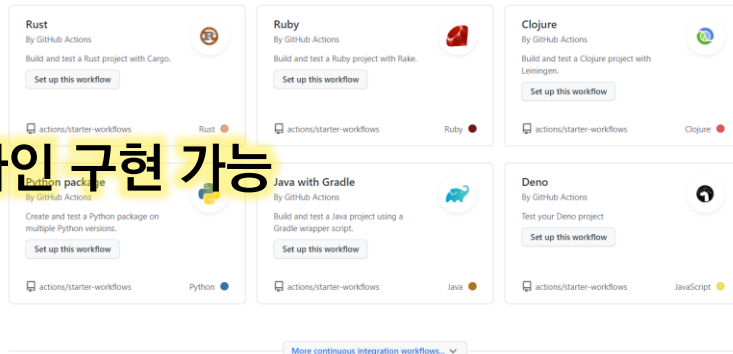 Rust
By GitHub Actions
Build and test a Rust project with Cargo.
Set up this workflow
actions/starter-workflows
Rust
Ruby
By GitHub Actions
Build and test a Ruby project with Rake.
Set up this workflow
actions/starter-workflows
Ruby
Clojure
By GitHub Actions
Build and test a Clojure project with
Leiningen.
Set up this workflow
actions/starter-workflows
Clojure
구현 가능
Python package
By GitHub Actions
Create and test a Python package on
multiple Python versions.
Set up this workflow
actions/starter-workflows
Python
Java with Gradle
By GitHub Actions
Build and test a Java project using a
Gradle wrapper script.
Set up this workflow
actions/starter-workflows
Java
Deno
By GitHub Actions
Test your Deno project
Set up this workflow
actions/starter-workflows
JavaScript
More continuous integration workflows...